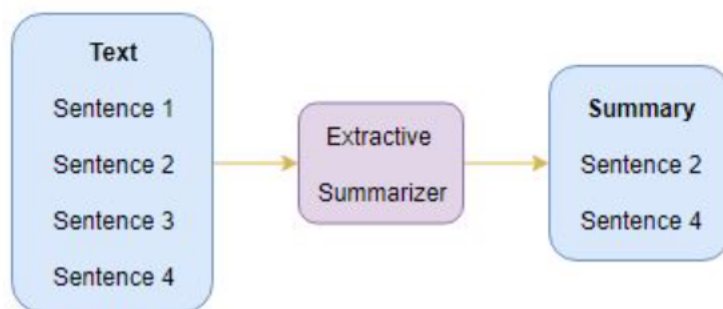 Text
Sentence 1
Sentence 2
Sentence 3
Sentence 4
Extractive
Summarizer
Summary
Sentence 2
Sentence 4